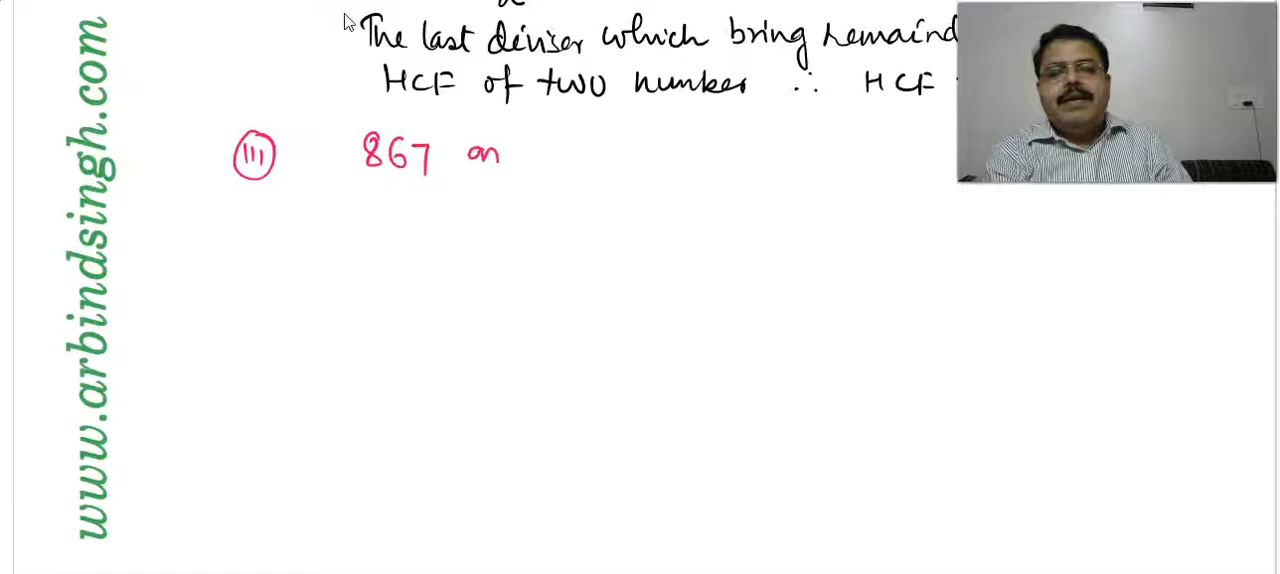 The last deviser which bring remaind
HCF of two number ∴ HCF
(iii) 867 an
www.arbindsingh.com